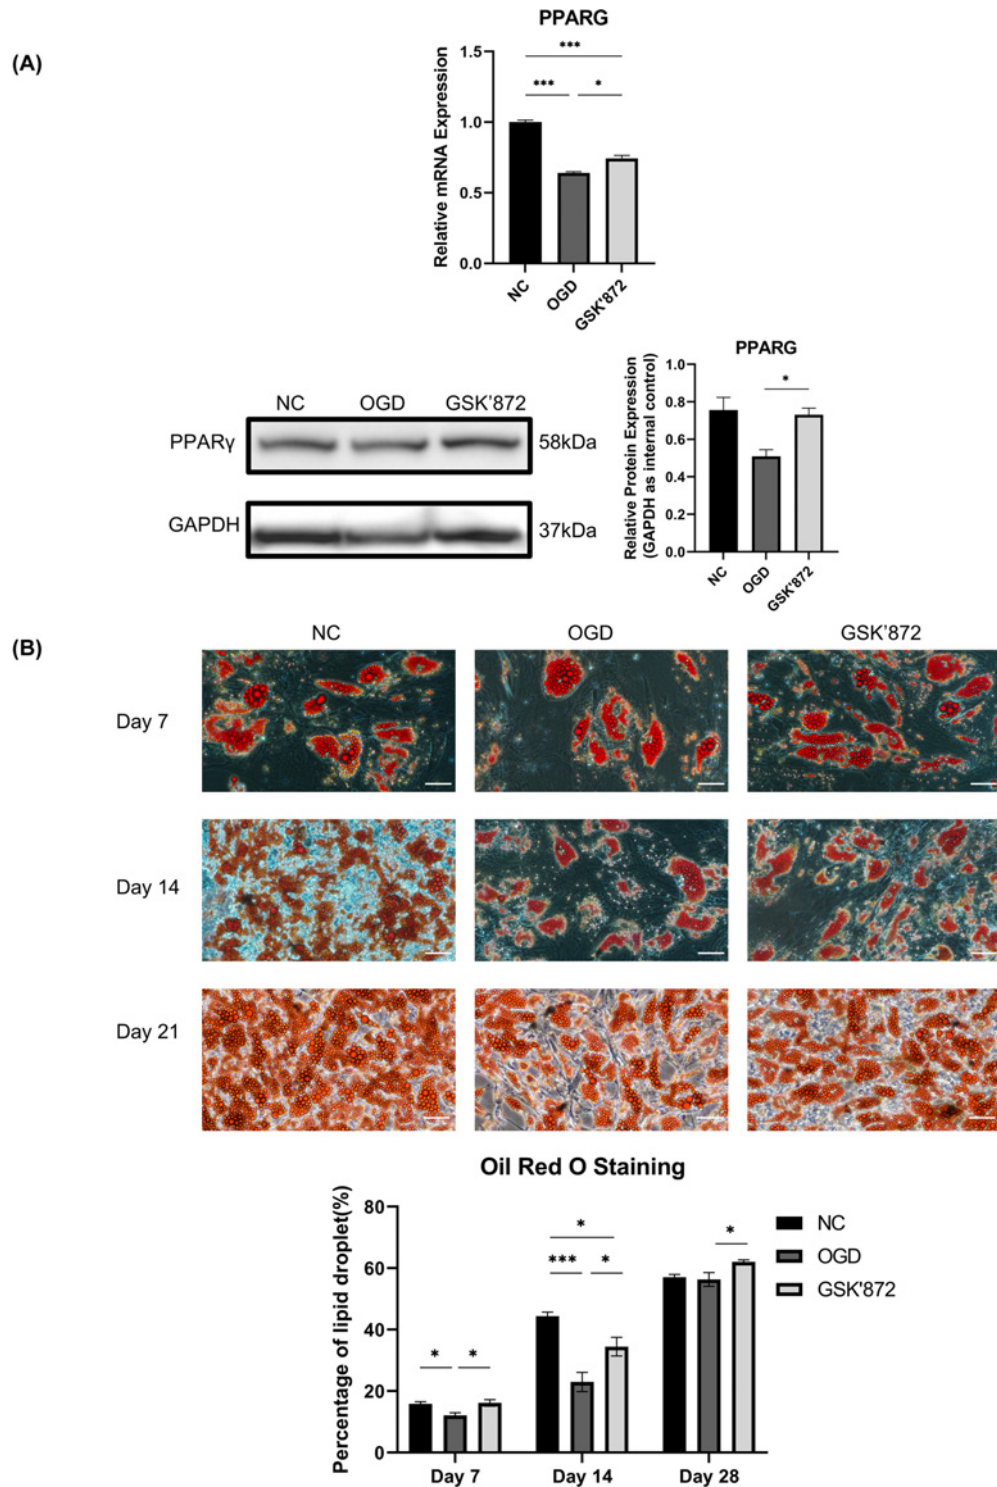 (A)
PPARG
Relative mRNA Expression
1.5
1.0
0.5
0.0
***
***
*
NC
OGD
GSK'872
NC OGD GSK'872
PPARγ
58kDa
GAPDH
37kDa
PPARG
Relative Protein Expression
(GAPDH as internal control)
1.0
0.8
0.6
0.4
0.2
0.0
*
NC
OGD
GSK'872
(B)
NC OGD GSK'872
Day 7
Day 14
Day 21
Oil Red O Staining
Percentage of lipid droplet(%)
80
60
40
20
0
*
*
*
***
*
*
NC
OGD
GSK'872
Day 7 Day 14 Day 28